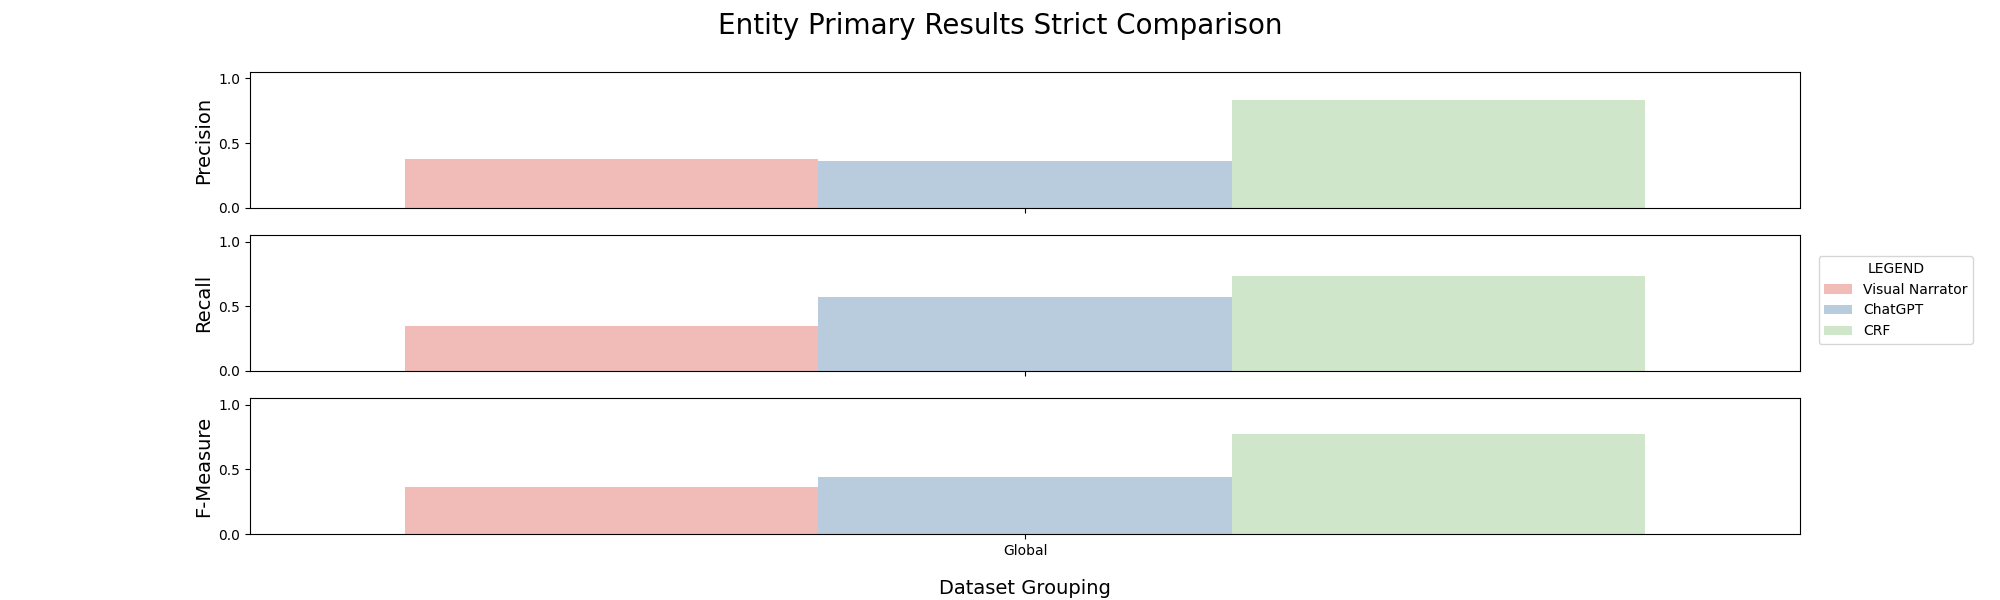 Entity Primary Results Strict Comparison
1.0
0.5
0.0
Precision
1.0
0.5
0.0
Recall
1.0
0.5
0.0
F-Measure
Global
Dataset Grouping
LEGEND
Visual Narrator
ChatGPT
CRF